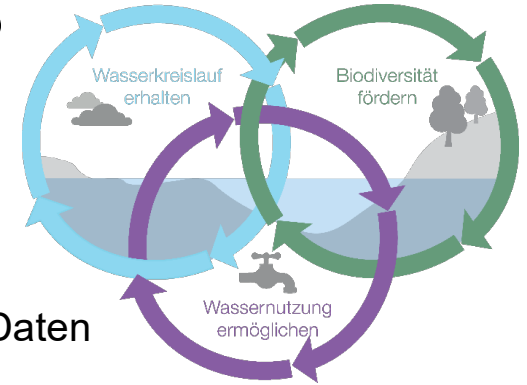 Wasserkreislauf
erhalten
Biodiversität
fördern
Wassernutzung
ermöglichen
Daten